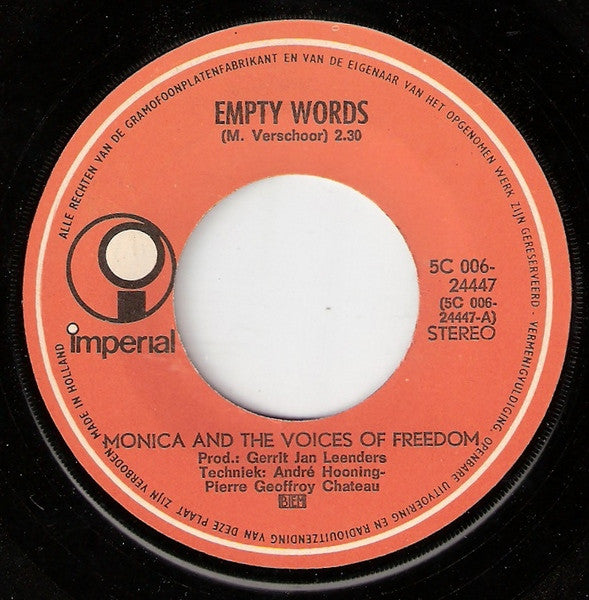 ALLE RECHTEN VAN DE GRAMOFOONPLATENFABRIKANT EN VAN DE EIGENAAR VAN HET OPGENOMEN WERK ZIJN GERESERVEERD - VERMENIGVULDIGING, OPENBARE UITVOERING EN RADIOUITZENDING VAN DEZE PLAAT ZIJN VERBODEN MADE IN HOLLAND
EMPTY WORDS
(M. Verschoor) 2.30
imperial
5C 006-
24447
(5C 006-
24447-A)
STEREO
MONICA AND THE VOICES OF FREEDOM
Prod.: Gerrit Jan Leenders
Techniek: André Hooning-
Pierre Geoffroy Chateau
BIEM